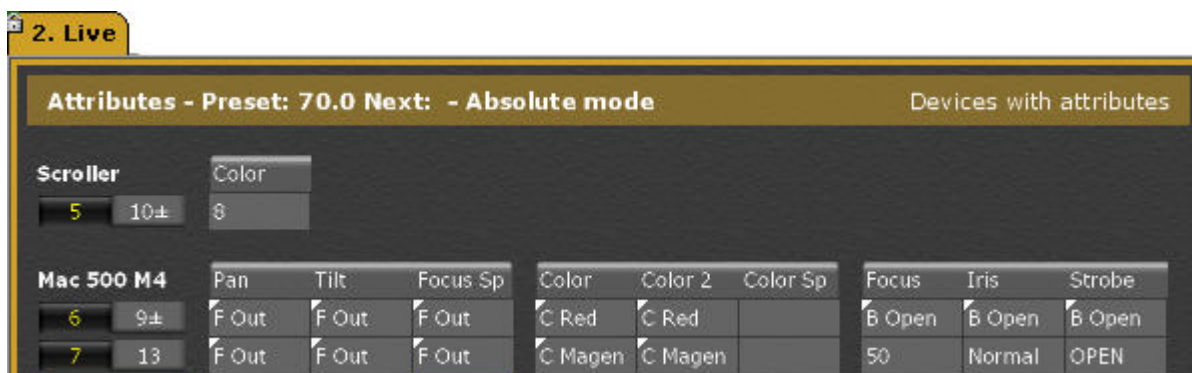 2. Live
Attributes - Preset: 70.0 Next:  - Absolute mode Devices with attributes
Scroller Color
5 10± 8
Mac 500 M4 Pan Tilt Focus Sp Color Color 2 Color Sp Focus Iris Strobe
6 9± F Out F Out F Out C Red C Red B Open B Open B Open
7 13 F Out F Out F Out C Magen C Magen 50 Normal OPEN